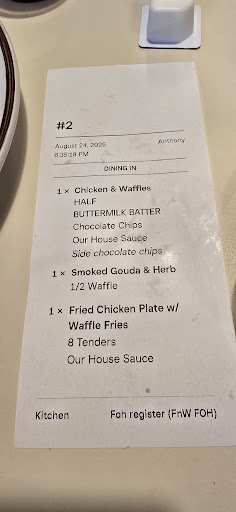 #2
August 24, 2025
Anthony
6:35:18 PM
DINING IN
1 × Chicken & Waffles
HALF
BUTTERMILK BATTER
Chocolate Chips
Our House Sauce
Side chocolate chips
1 × Smoked Gouda & Herb
1/2 Waffle
1 × Fried Chicken Plate w/
Waffle Fries
8 Tenders
Our House Sauce
Kitchen
Foh register (FnW FOH)